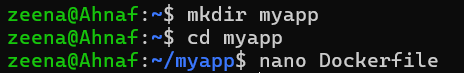 zeena@Ahnaf:~$ mkdir myapp
zeena@Ahnaf:~$ cd myapp
zeena@Ahnaf:~/myapp$ nano Dockerfile